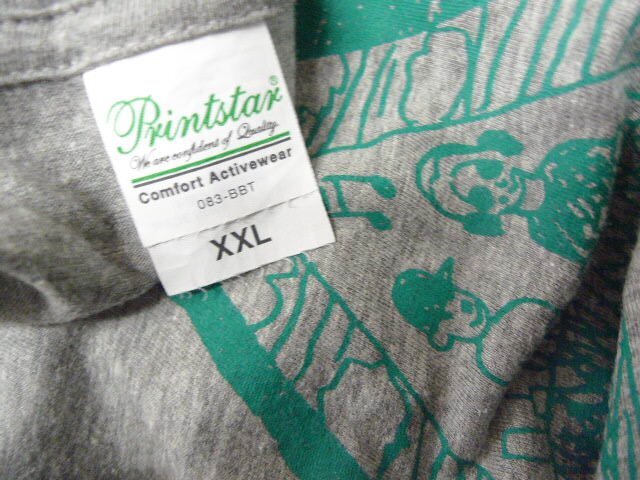 Printstar®
We are confident of Quality.
Comfort Activewear
083-BBT
XXL